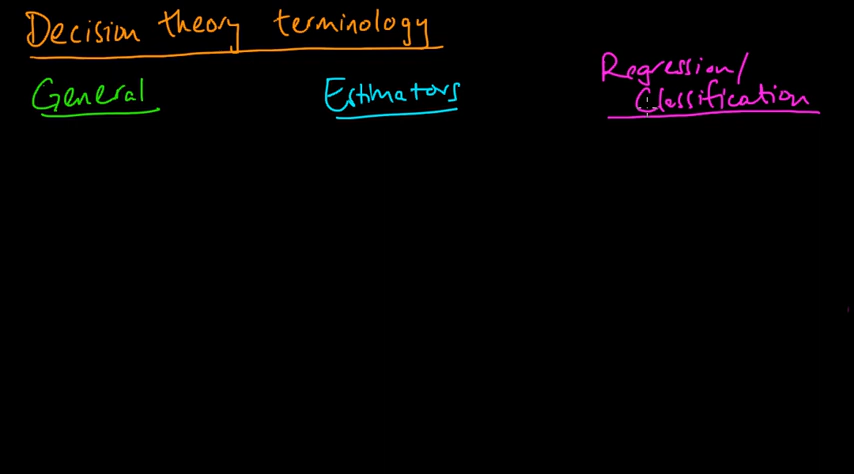 Decision theory terminology
General
Estimators
Regression/
Classification